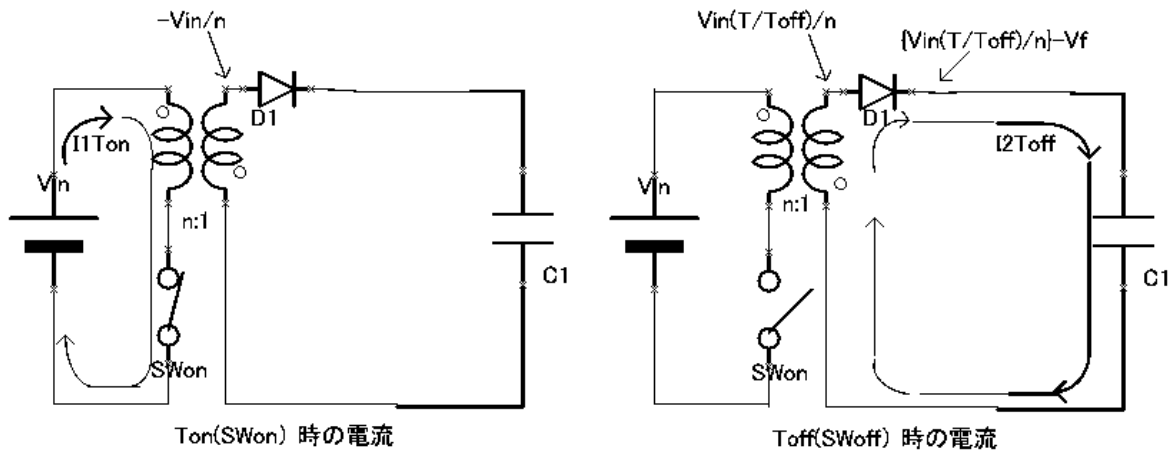 -Vin/n
D1
I1Ton
Vin
n:1
C1
SWon
Ton(SWon) 時の電流
Vin(T/Toff)/n
{Vin(T/Toff)/n}-Vf
D1
I2Toff
Vin
n:1
C1
SWon
Toff(SWoff) 時の電流